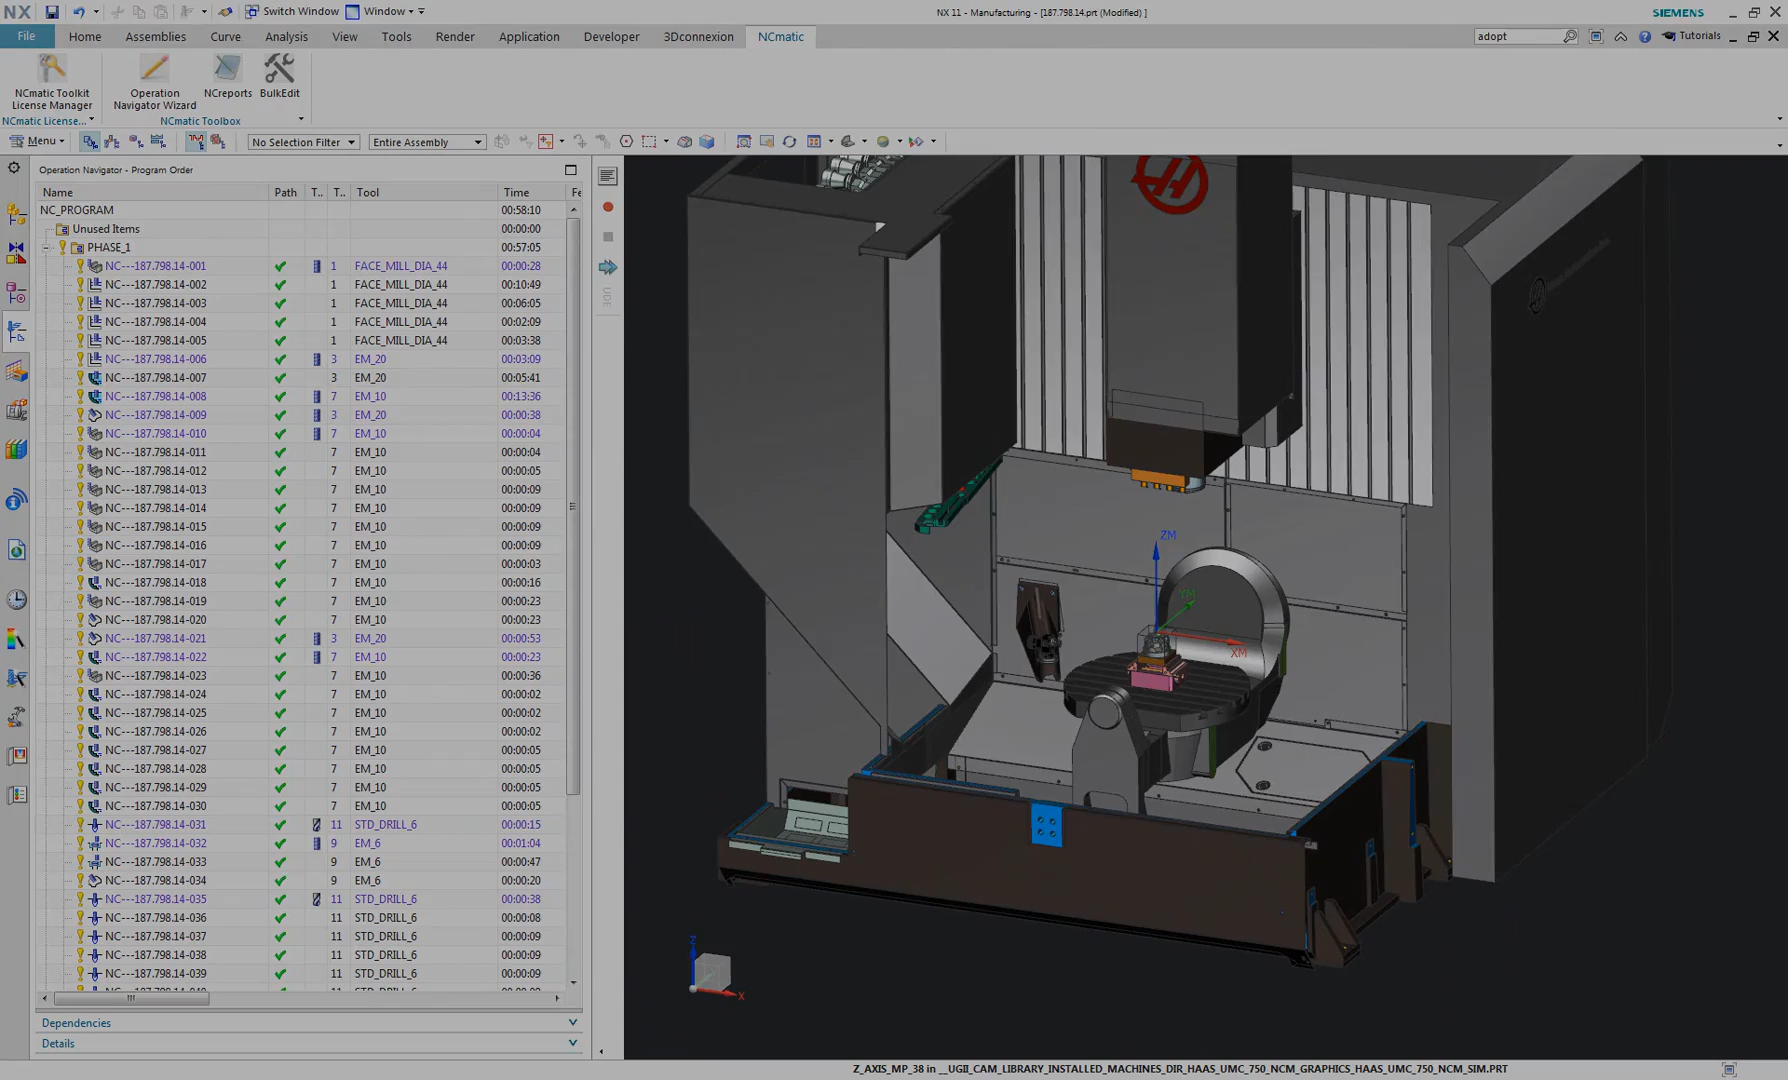 NX
Switch Window
Window
NX 11 - Manufacturing - [187.798.14.prt (Modified) ]
SIEMENS
File
Home
Assemblies
Curve
Analysis
View
Tools
Render
Application
Developer
3Dconnexion
NCmatic
adopt
Tutorials
NCmatic Toolkit
License Manager
Operation
Navigator Wizard
NCreports
BulkEdit
NCmatic License...
NCmatic Toolbox
Menu
No Selection Filter
Entire Assembly
Operation Navigator - Program Order
Name Path T.. T.. Tool Time Fe
NC_PROGRAM 00:58:10
Unused Items 00:00:00
PHASE_1 00:57:05
NC---187.798.14-001 1 FACE_MILL_DIA_44 00:00:28
NC---187.798.14-002 1 FACE_MILL_DIA_44 00:10:49
NC---187.798.14-003 1 FACE_MILL_DIA_44 00:06:05
NC---187.798.14-004 1 FACE_MILL_DIA_44 00:02:09
NC---187.798.14-005 1 FACE_MILL_DIA_44 00:03:38
NC---187.798.14-006 3 EM_20 00:03:09
NC---187.798.14-007 3 EM_20 00:05:41
NC---187.798.14-008 7 EM_10 00:13:36
NC---187.798.14-009 3 EM_20 00:00:38
NC---187.798.14-010 7 EM_10 00:00:04
NC---187.798.14-011 7 EM_10 00:00:04
NC---187.798.14-012 7 EM_10 00:00:05
NC---187.798.14-013 7 EM_10 00:00:09
NC---187.798.14-014 7 EM_10 00:00:09
NC---187.798.14-015 7 EM_10 00:00:09
NC---187.798.14-016 7 EM_10 00:00:09
NC---187.798.14-017 7 EM_10 00:00:03
NC---187.798.14-018 7 EM_10 00:00:16
NC---187.798.14-019 7 EM_10 00:00:23
NC---187.798.14-020 7 EM_10 00:00:23
NC---187.798.14-021 3 EM_20 00:00:53
NC---187.798.14-022 7 EM_10 00:00:23
NC---187.798.14-023 7 EM_10 00:00:36
NC---187.798.14-024 7 EM_10 00:00:02
NC---187.798.14-025 7 EM_10 00:00:02
NC---187.798.14-026 7 EM_10 00:00:02
NC---187.798.14-027 7 EM_10 00:00:05
NC---187.798.14-028 7 EM_10 00:00:05
NC---187.798.14-029 7 EM_10 00:00:05
NC---187.798.14-030 7 EM_10 00:00:05
NC---187.798.14-031 11 STD_DRILL_6 00:00:15
NC---187.798.14-032 9 EM_6 00:01:04
NC---187.798.14-033 9 EM_6 00:00:47
NC---187.798.14-034 9 EM_6 00:00:20
NC---187.798.14-035 11 STD_DRILL_6 00:00:38
NC---187.798.14-036 11 STD_DRILL_6 00:00:08
NC---187.798.14-037 11 STD_DRILL_6 00:00:09
NC---187.798.14-038 11 STD_DRILL_6 00:00:09
NC---187.798.14-039 11 STD_DRILL_6 00:00:09
Dependencies
Details
UDE
ZM
YM
XM
Z
X
Z_AXIS_MP_38 in __UGII_CAM_LIBRARY_INSTALLED_MACHINES_DIR_HAAS_UMC_750_NCM_GRAPHICS_HAAS_UMC_750_NCM_SIM.PRT